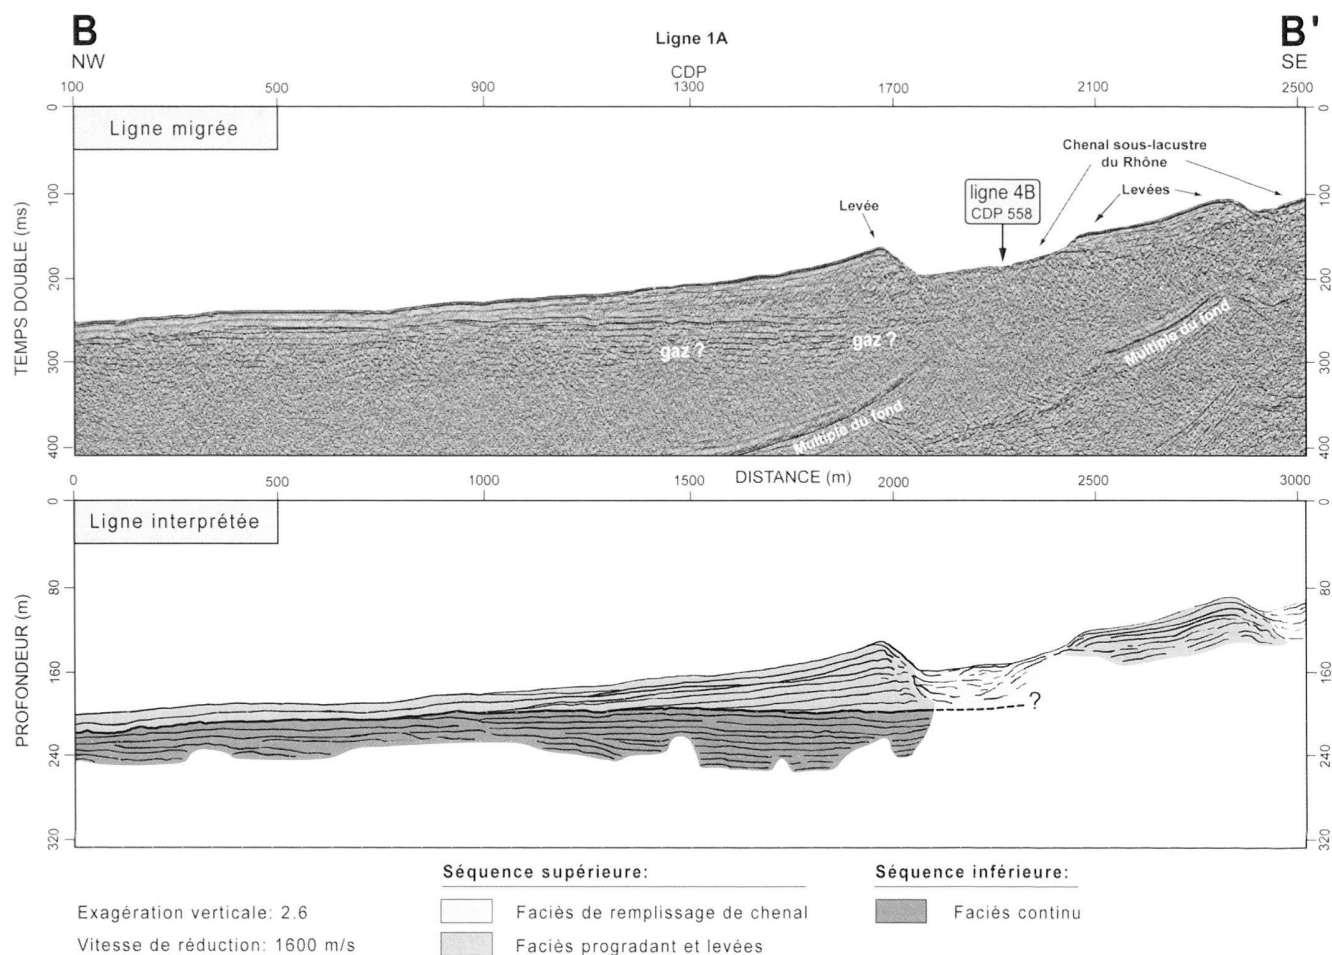 B
B'
NW
Ligne 1A
SE
CDP
100 500 900 1300 1700 2100 2500
0 0
Ligne migrée
Chenal sous-lacustre
du Rhône
100 100
ligne 4B
CDP 558
Levées
Levée
TEMPS DOUBLE (ms)
200 200
300 300
gaz ?
gaz ?
Multiple du fond
Multiple du fond
400 400
DISTANCE (m)
0 500 1000 1500 2000 2500 3000
0 0
Ligne interprétée
PROFONDEUR (m)
80 80
160 160
?
240 240
320 320
Séquence supérieure:
Séquence inférieure:
Exagération verticale: 2.6
Faciès de remplissage de chenal
Faciès continu
Vitesse de réduction: 1600 m/s
Faciès progradant et levées